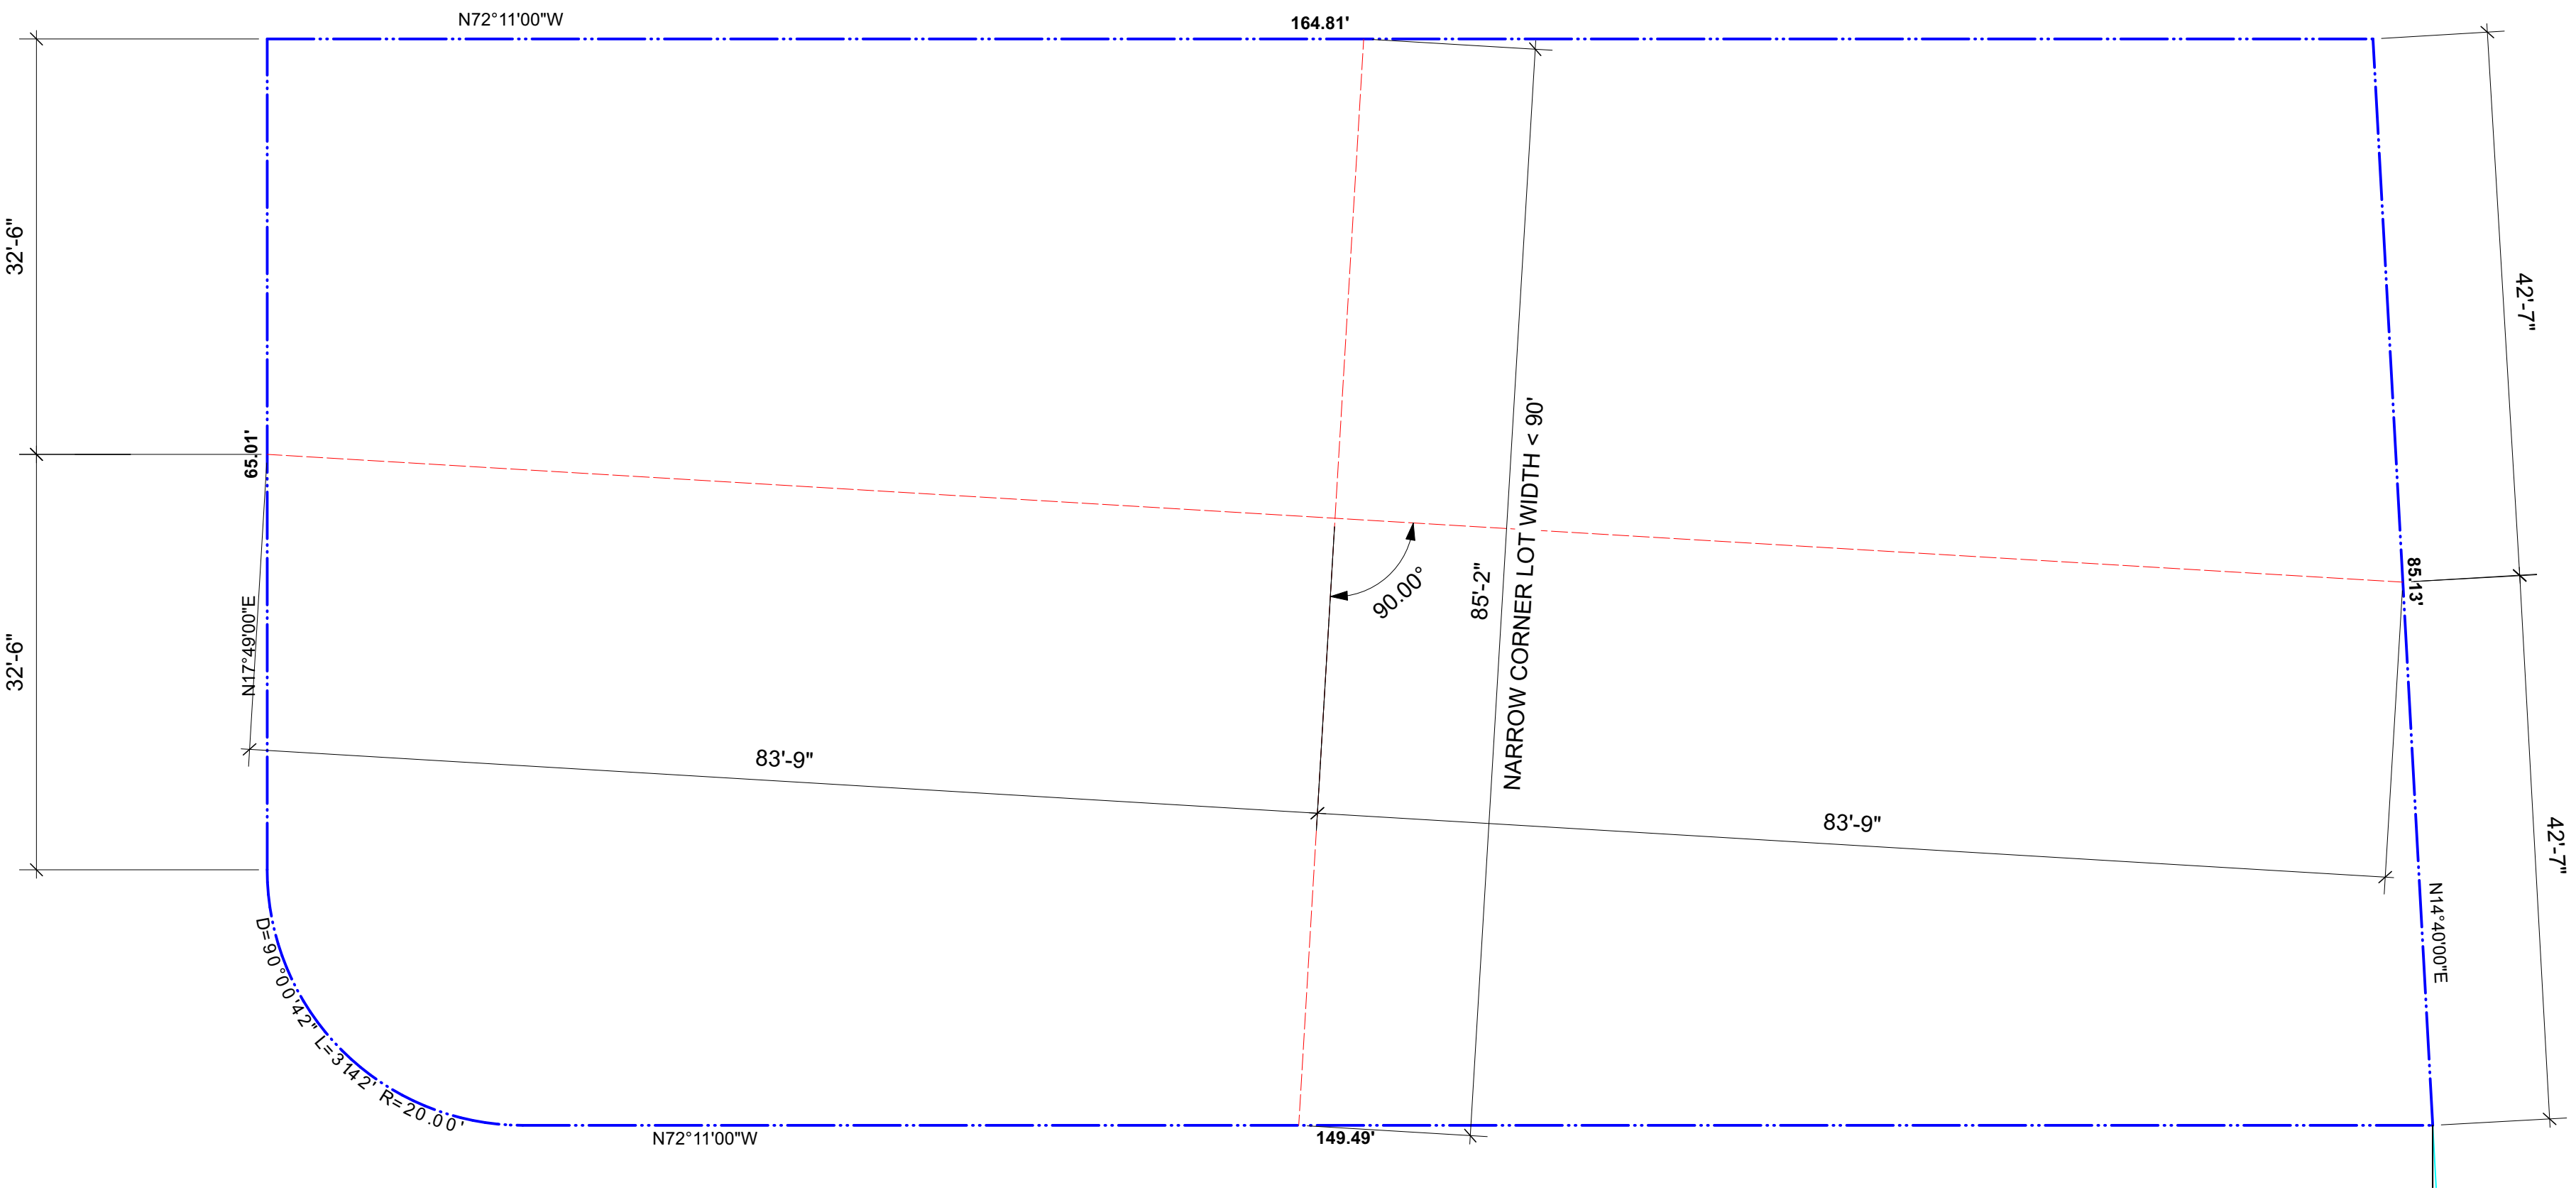 N72°11'00"W
164.81'
32'-6"
42'-7"
65.01'
NARROW CORNER LOT WIDTH < 90'
85'-2"
90.00°
85.13'
32'-6"
N17°49'00"E
83'-9"
83'-9"
42'-7"
N14°40'00"E
D=90°00'42" L=31.42' R=20.00'
N72°11'00"W
149.49'